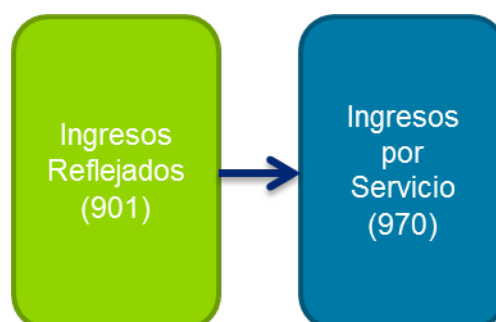 Ingresos
Reflejados
(901)
Ingresos
por
Servicio
(970)